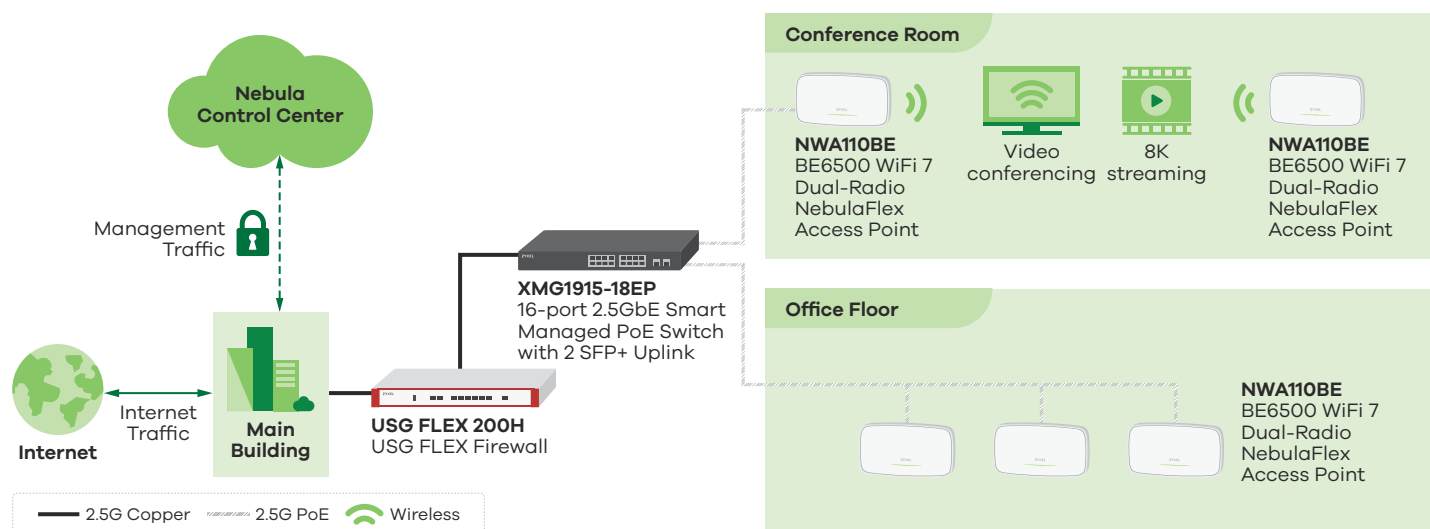 Nebula
Control Center
Management
Traffic
Internet
Internet
Traffic
Main
Building
USG FLEX 200H
USG FLEX Firewall
XMG1915-18EP
16-port 2.5GbE Smart
Managed PoE Switch
with 2 SFP+ Uplink
Conference Room
NWA110BE
BE6500 WiFi 7
Dual-Radio
NebulaFlex
Access Point
Video
conferencing
8K
streaming
NWA110BE
BE6500 WiFi 7
Dual-Radio
NebulaFlex
Access Point
Office Floor
NWA110BE
BE6500 WiFi 7
Dual-Radio
NebulaFlex
Access Point
2.5G Copper
2.5G PoE
Wireless